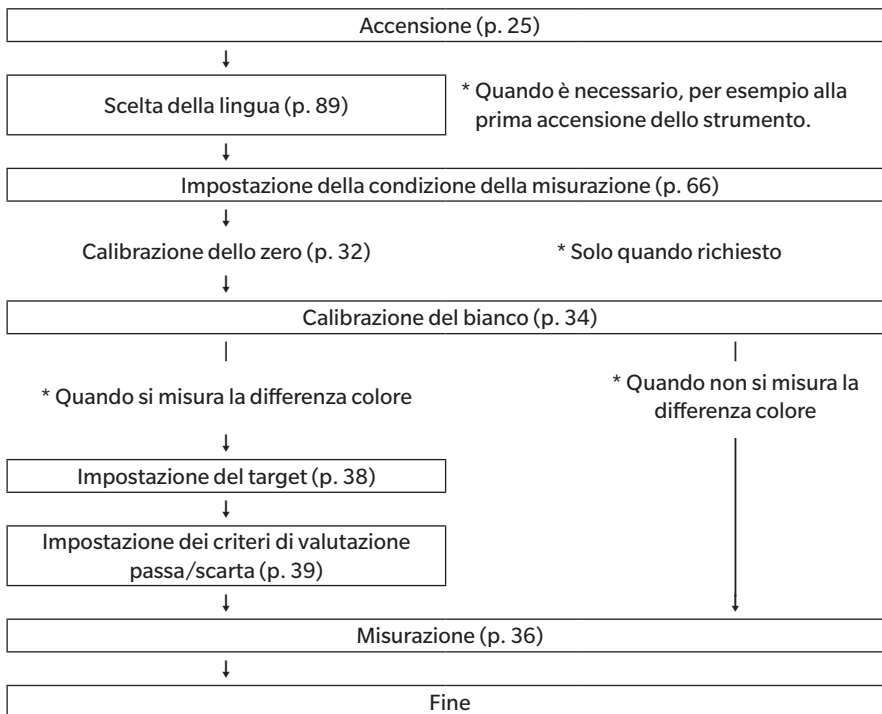 Accensione (p. 25)
Scelta della lingua (p. 89)
* Quando è necessario, per esempio alla
prima accensione dello strumento.
Impostazione della condizione della misurazione (p. 66)
Calibrazione dello zero (p. 32)
* Solo quando richiesto
Calibrazione del bianco (p. 34)
* Quando si misura la differenza colore
* Quando non si misura la
differenza colore
Impostazione del target (p. 38)
Impostazione dei criteri di valutazione
passa/scarta (p. 39)
Misurazione (p. 36)
Fine